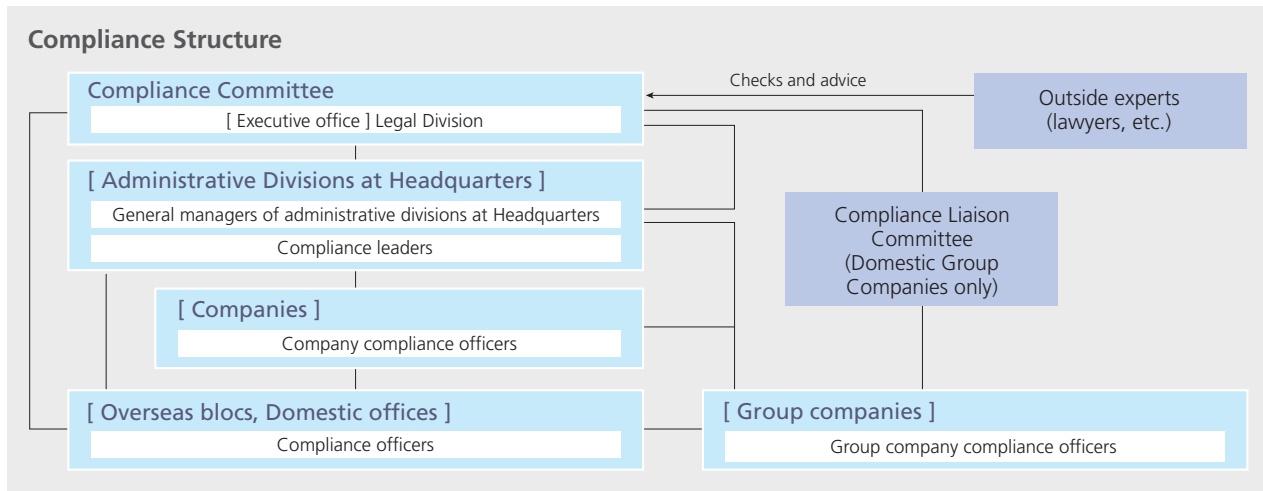 Compliance Structure
Compliance Committee
[ Executive office ] Legal Division
Checks and advice
Outside experts
(lawyers, etc.)
[ Administrative Divisions at Headquarters ]
General managers of administrative divisions at Headquarters
Compliance leaders
Compliance Liaison
Committee
(Domestic Group
Companies only)
[ Companies ]
Company compliance officers
[ Overseas blocs, Domestic offices ]
Compliance officers
[ Group companies ]
Group company compliance officers